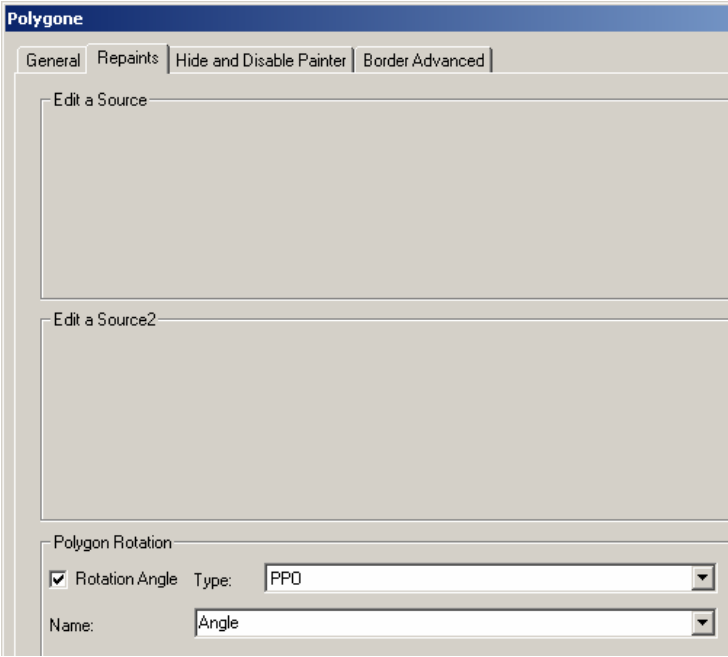 Polygone
General Repaints Hide and Disable Painter Border Advanced
Edit a Source
Edit a Source2
Polygon Rotation
Rotation Angle Type: PPO
Name: Angle